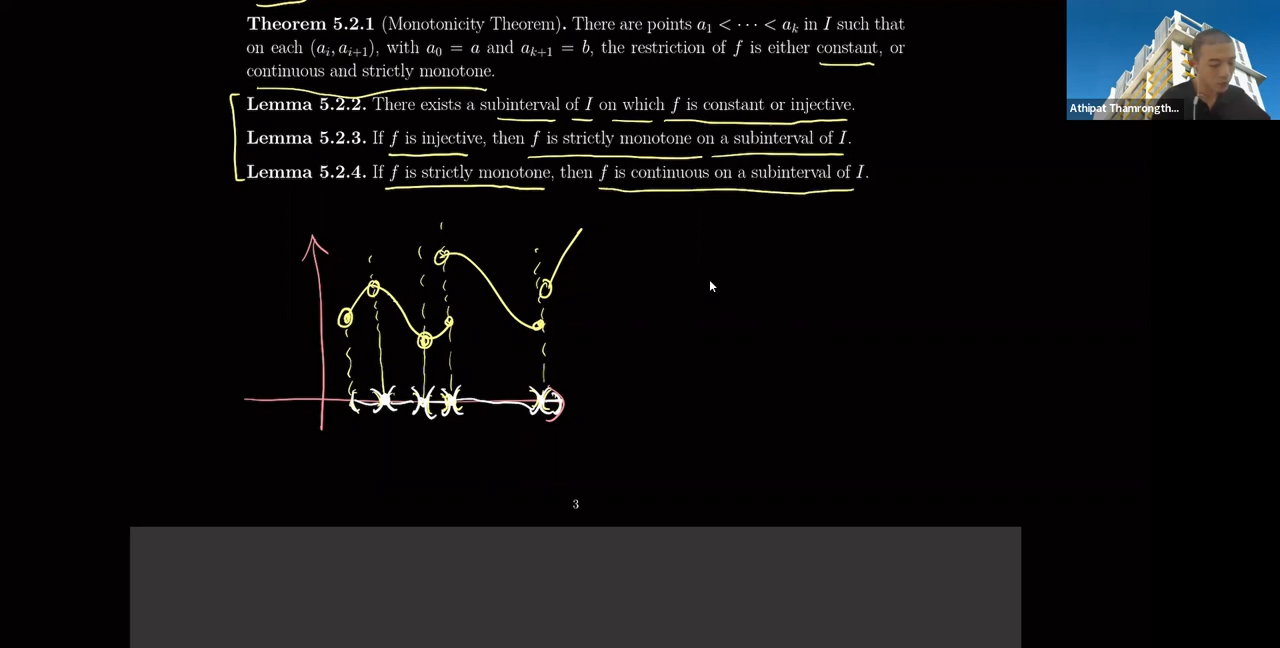 Theorem 5.2.1 (Monotonicity Theorem). There are points a₁ < ⋯ < aₖ in I such that
on each (aᵢ, aᵢ₊₁), with a₀ = a and aₖ₊₁ = b, the restriction of f is either constant, or
continuous and strictly monotone.
Lemma 5.2.2. There exists a subinterval of I on which f is constant or injective.
Lemma 5.2.3. If f is injective, then f is strictly monotone on a subinterval of I.
Lemma 5.2.4. If f is strictly monotone, then f is continuous on a subinterval of I.
3
Athipat Thamrongth...